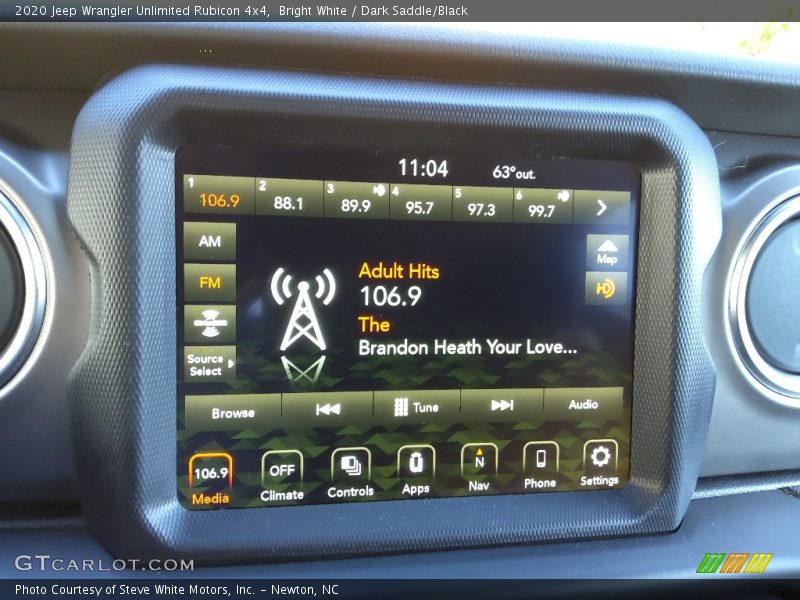 2020 Jeep Wrangler Unlimited Rubicon 4x4, Bright White / Dark Saddle/Black
11:04 63°out.
1 106.9 2 88.1 3 89.9 4 95.7 5 97.3 6 99.7
AM
FM
Source
Select
Adult Hits
106.9
The
Brandon Heath Your Love...
Map
HD
Browse Tune Audio
106.9 OFF N
Media Climate Controls Apps Nav Phone Settings
GTCARLOT.COM
Photo Courtesy of Steve White Motors, Inc. – Newton, NC